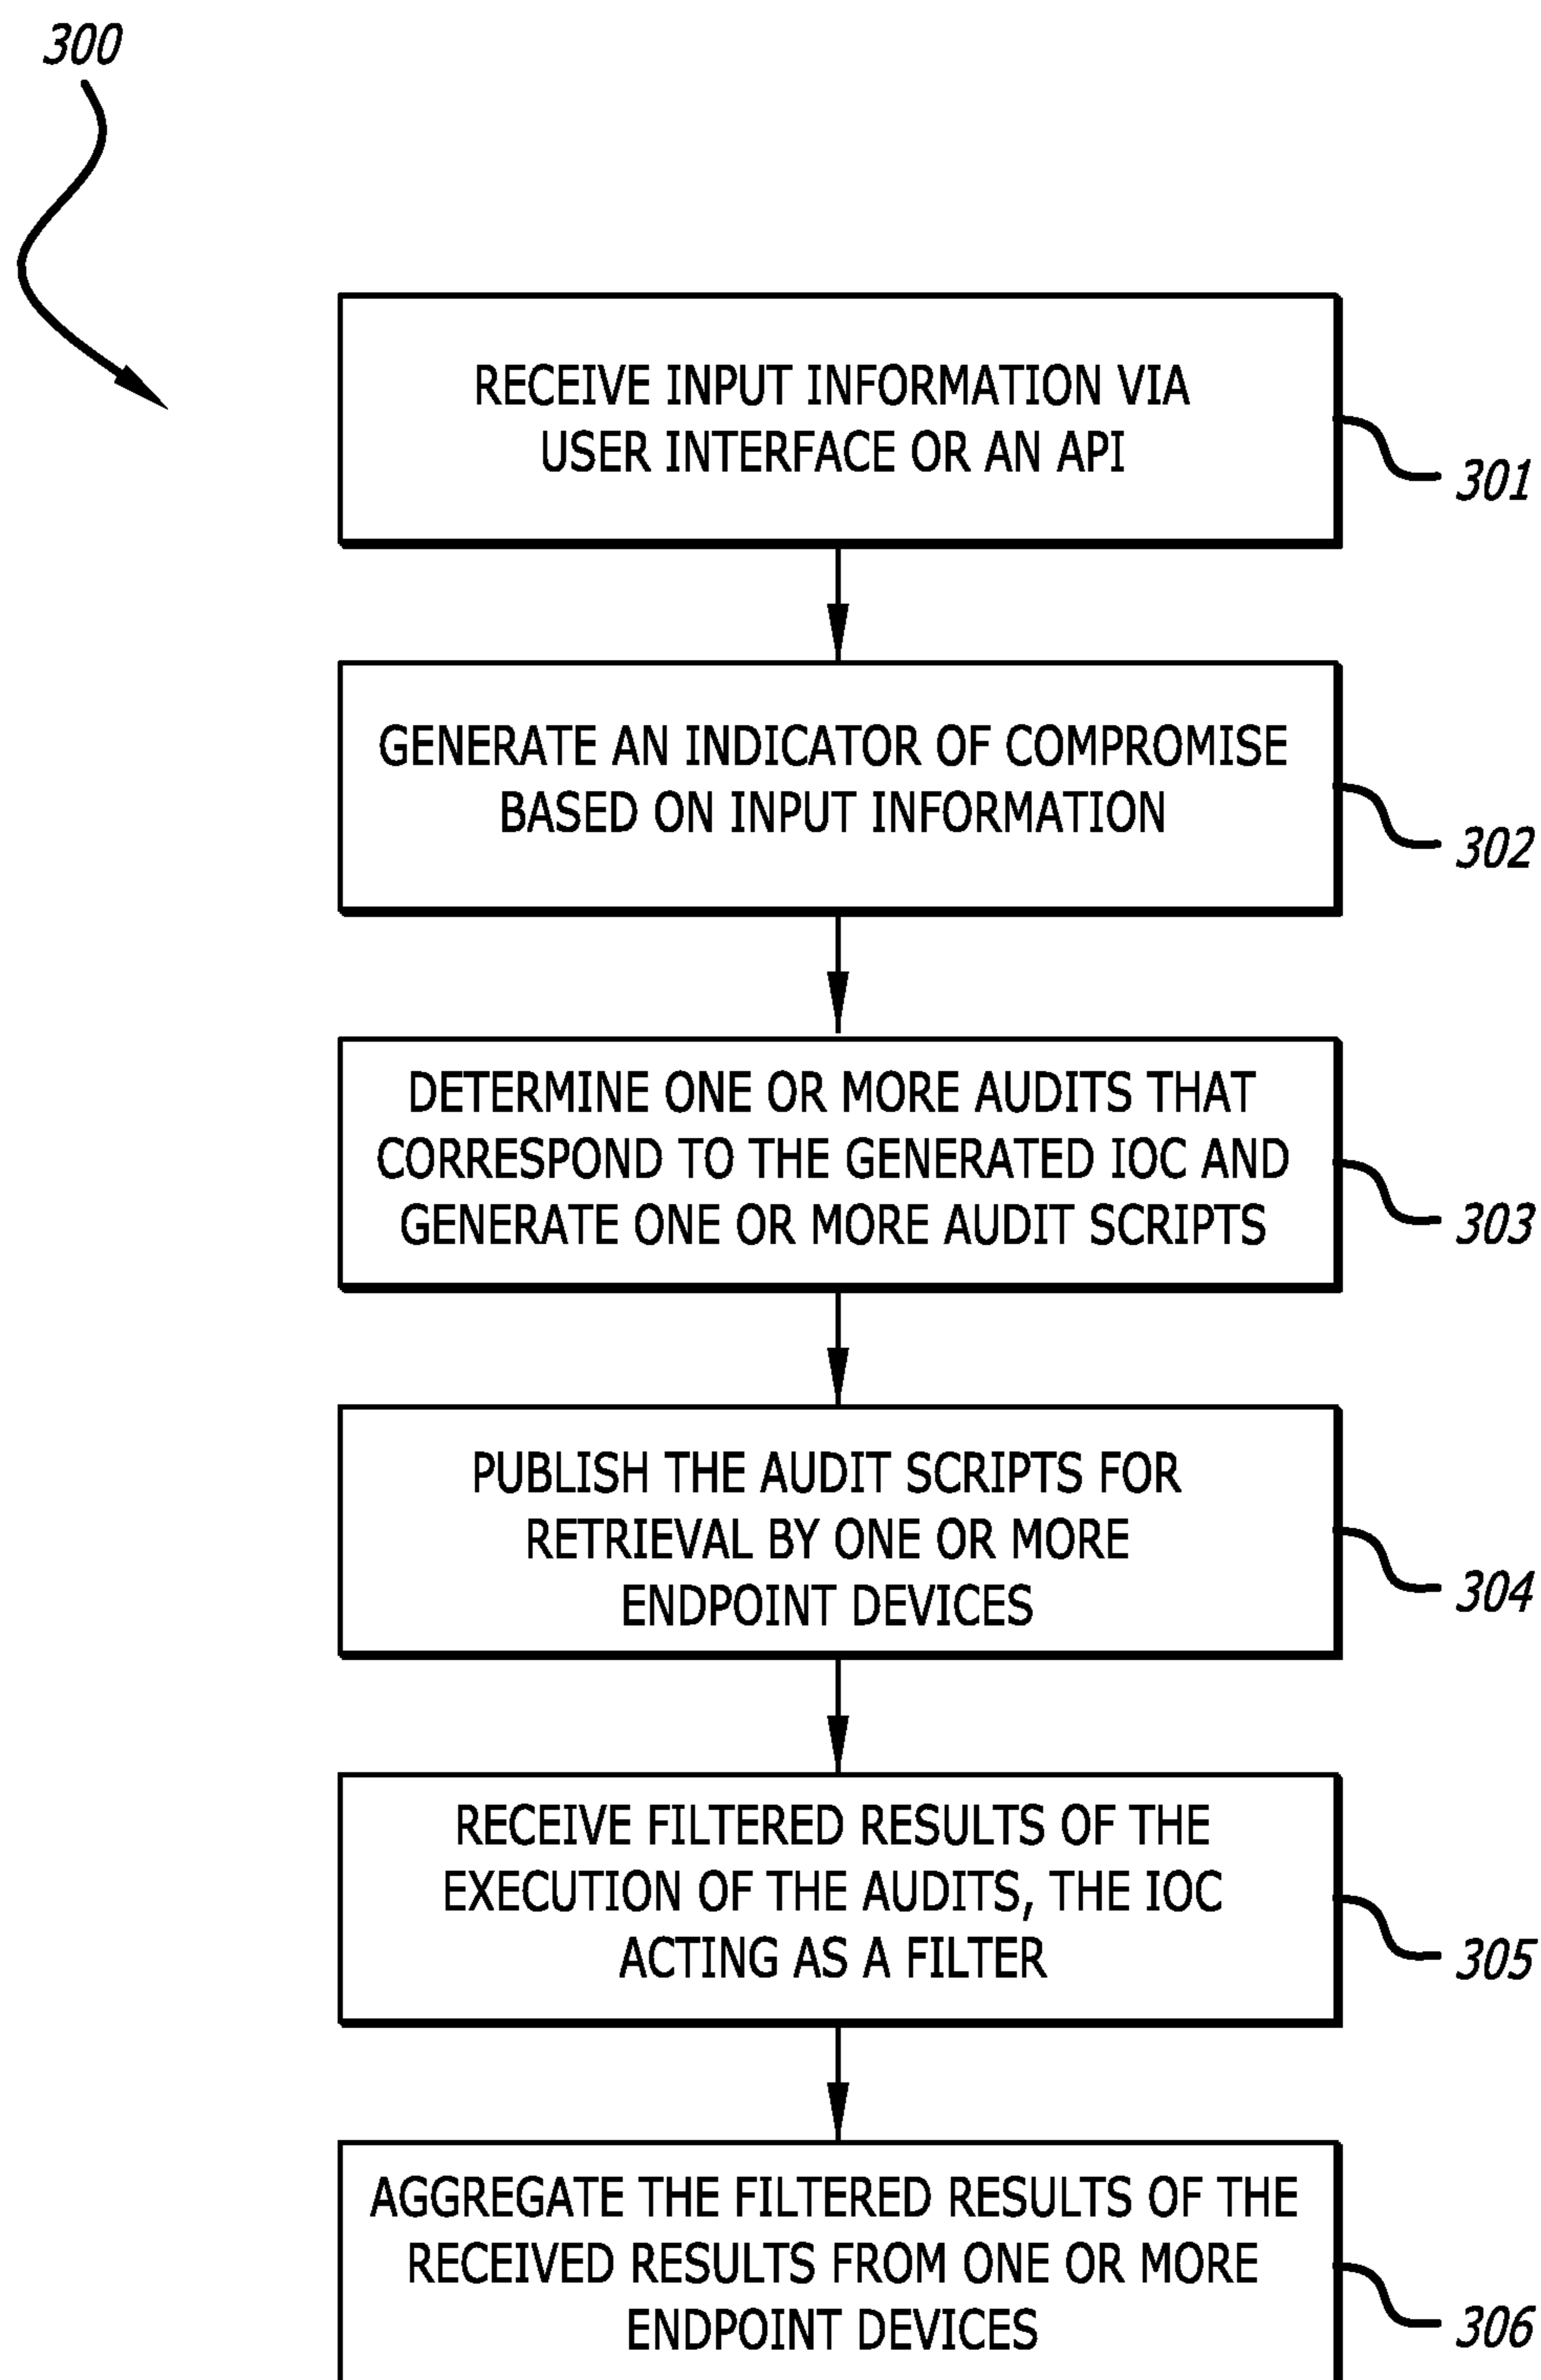 300
RECEIVE INPUT INFORMATION VIA
USER INTERFACE OR AN API
301
GENERATE AN INDICATOR OF COMPROMISE
BASED ON INPUT INFORMATION
302
DETERMINE ONE OR MORE AUDITS THAT
CORRESPOND TO THE GENERATED IOC AND
GENERATE ONE OR MORE AUDIT SCRIPTS
303
PUBLISH THE AUDIT SCRIPTS FOR
RETRIEVAL BY ONE OR MORE
ENDPOINT DEVICES
304
RECEIVE FILTERED RESULTS OF THE
EXECUTION OF THE AUDITS, THE IOC
ACTING AS A FILTER
305
AGGREGATE THE FILTERED RESULTS OF THE
RECEIVED RESULTS FROM ONE OR MORE
ENDPOINT DEVICES
306